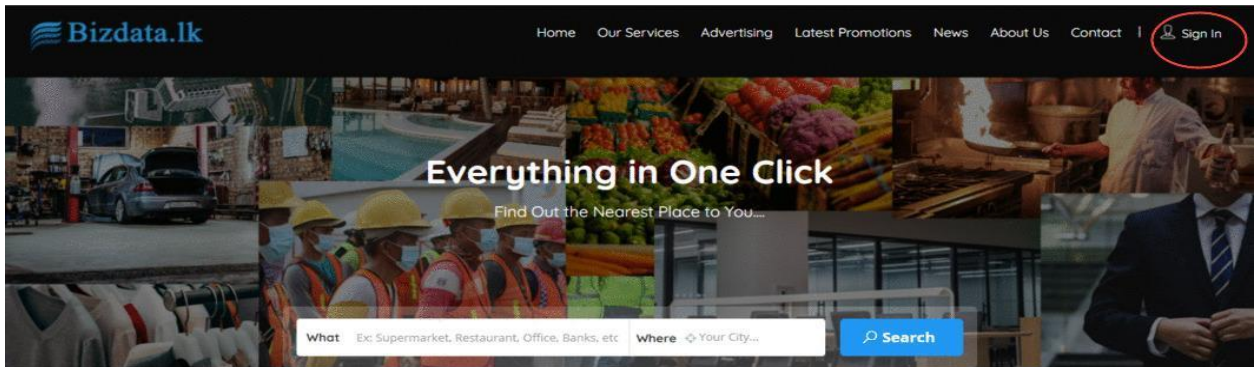 Bizdata.lk
Home Our Services Advertising Latest Promotions News About Us Contact | Sign In
Everything in One Click
Find Out the Nearest Place to You....
What Ex: Supermarket, Restaurant, Office, Banks, etc Where Your City... Search